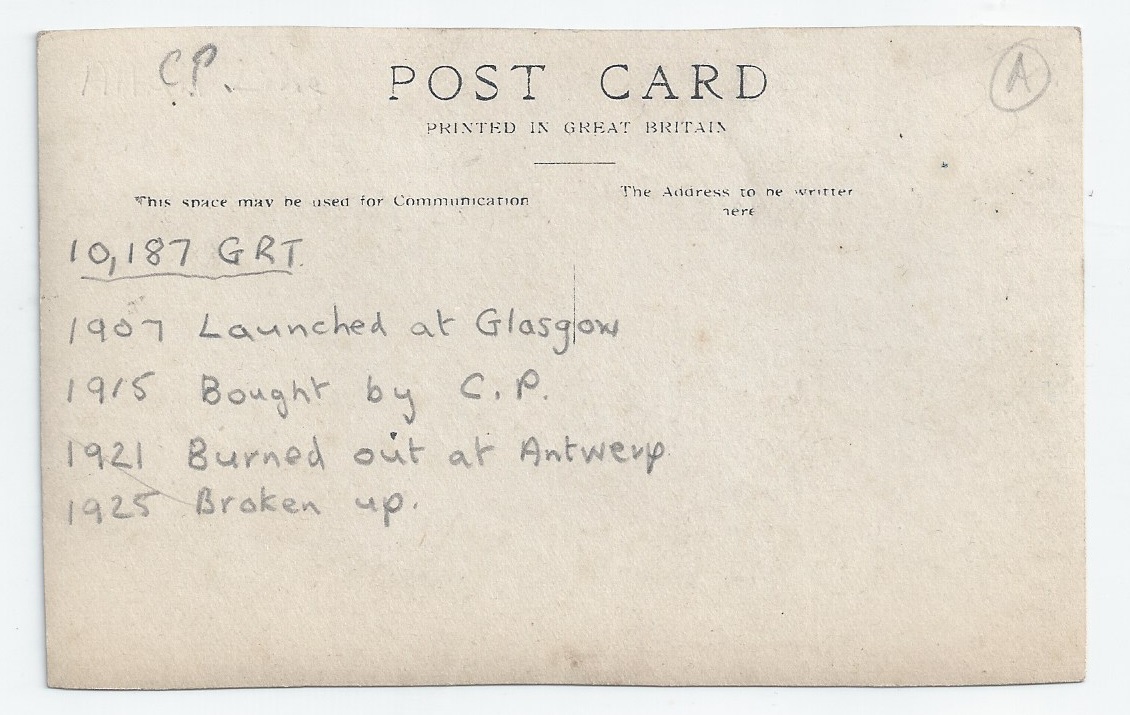 C.P.
A
POST CARD
PRINTED IN GREAT BRITAIN
This space may be used for Communication
The Address to be written
here
10,187 GRT.
1907 Launched at Glasgow
1915 Bought by C.P.
1921 Burned out at Antwerp.
1925 Broken up.